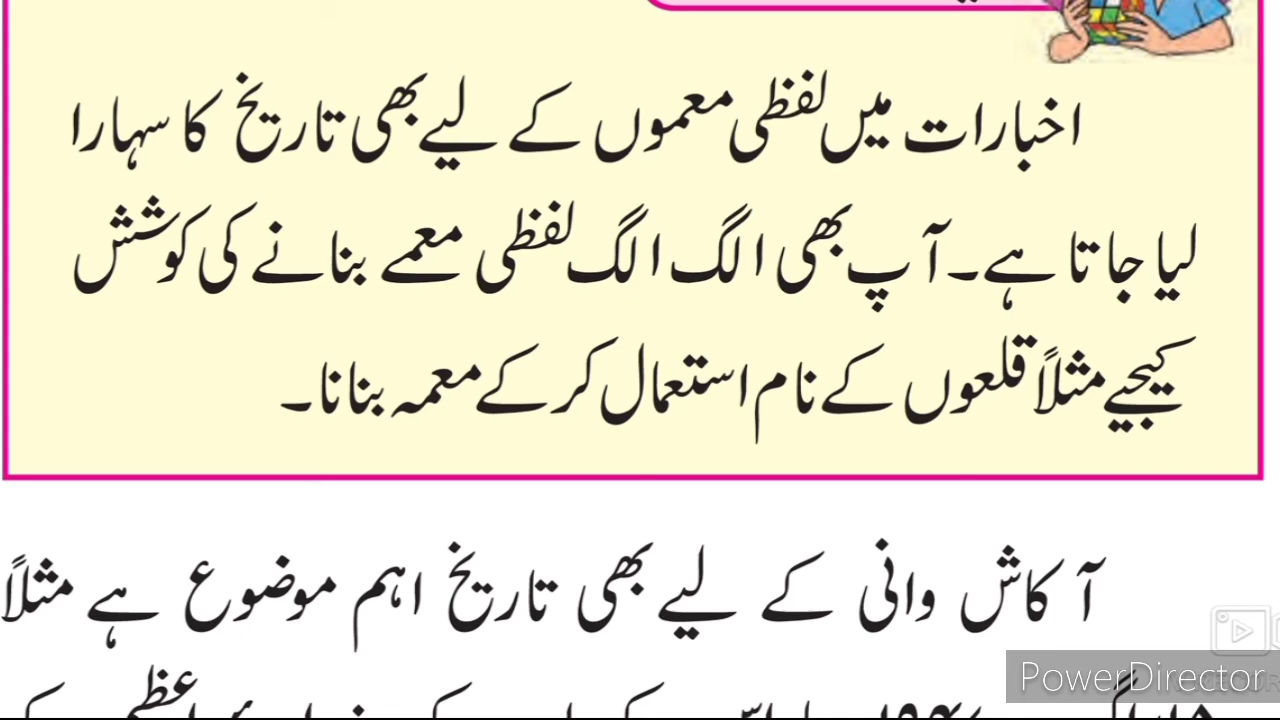 اخبارات میں لفظی معموں کے لیے بھی تاریخ کا سہارا
لیا جاتا ہے۔ آپ بھی الگ الگ لفظی معمے بنانے کی کوشش
کیجیے مثلاً قلعوں کے نام استعمال کر کے معمہ بنانا۔
آکاش وانی کے لیے بھی تاریخ اہم موضوع ہے مثلاً
PowerDirector